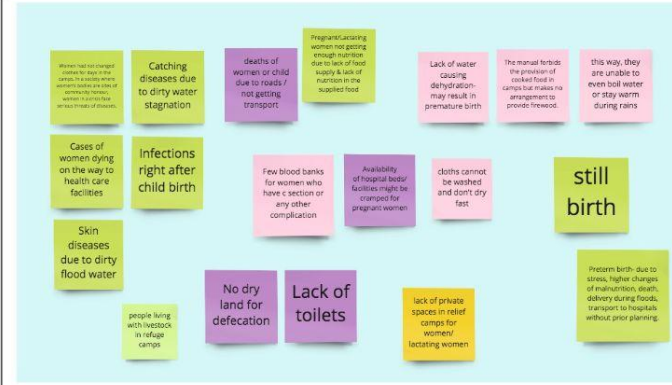 Women had not changed
clothes for days in the
camps. In a society where
women's bodies are sites of
community honour,
women in a crisis face
serious threats of diseases.
Catching
diseases due
to dirty water
stagnation
deaths of
women or child
due to roads /
not getting
transport
Pregnant/Lactating
women not getting
enough nutrition
due to lack of food
supply & lack of
nutrition in the
supplied food
Lack of water
causing
dehydration-
may result in
premature birth
The manual forbids
the provision of
cooked food in
camps but makes no
arrangement to
provide firewood.
this way, they
are unable to
even boil water
or stay warm
during rains
Cases of
women dying
on the way to
health care
facilities
Infections
right after
child birth
Few blood banks
for women who
have c section or
any other
complication
Availability
of hospital beds/
facilities might be
cramped for
pregnant women
cloths cannot
be washed
and don't dry
fast
still
birth
Skin
diseases
due to dirty
flood water
people living
with livestock
in refuge
camps
No dry
land for
defecation
Lack of
toilets
lack of private
spaces in relief
camps for
women/
lactating women
Preterm birth- due to
stress, higher changes
of malnutrition, death,
delivery during floods,
transport to hospitals
without prior planning.